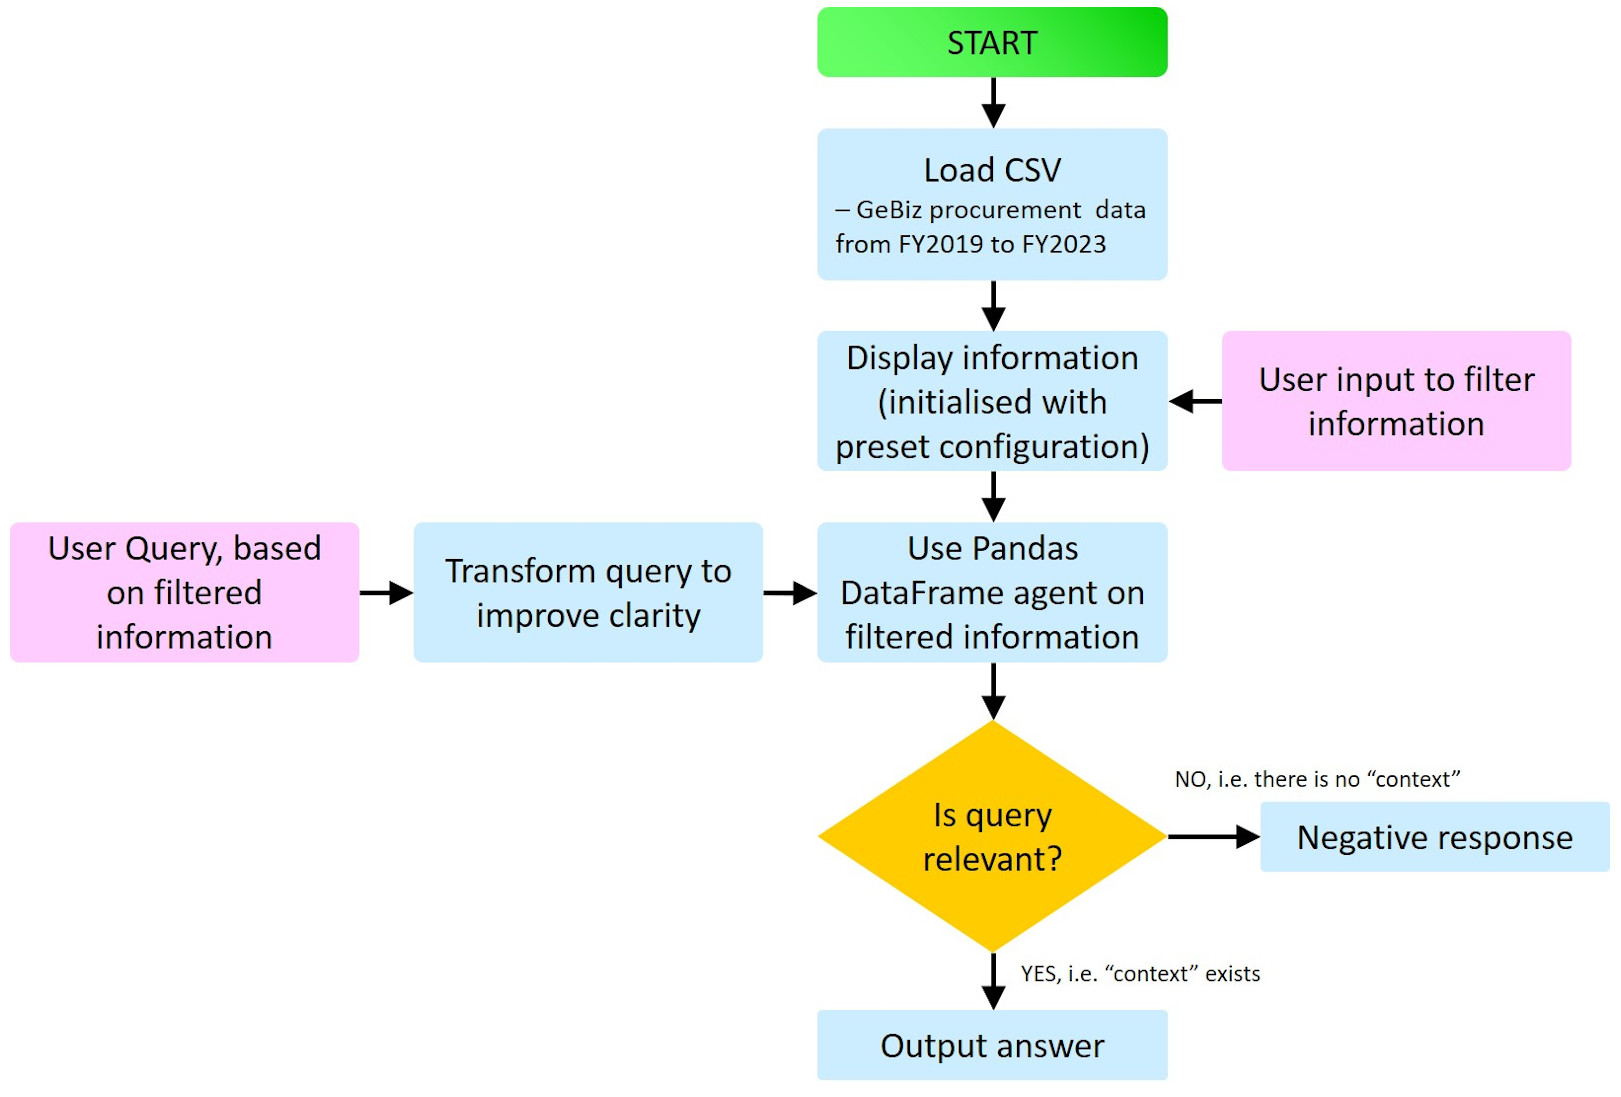 START
Load CSV
– GeBiz procurement data
from FY2019 to FY2023
Display information
(initialised with
preset configuration)
User input to filter
information
User Query, based
on filtered
information
Transform query to
improve clarity
Use Pandas
DataFrame agent on
filtered information
Is query
relevant?
NO, i.e. there is no “context”
Negative response
YES, i.e. “context” exists
Output answer